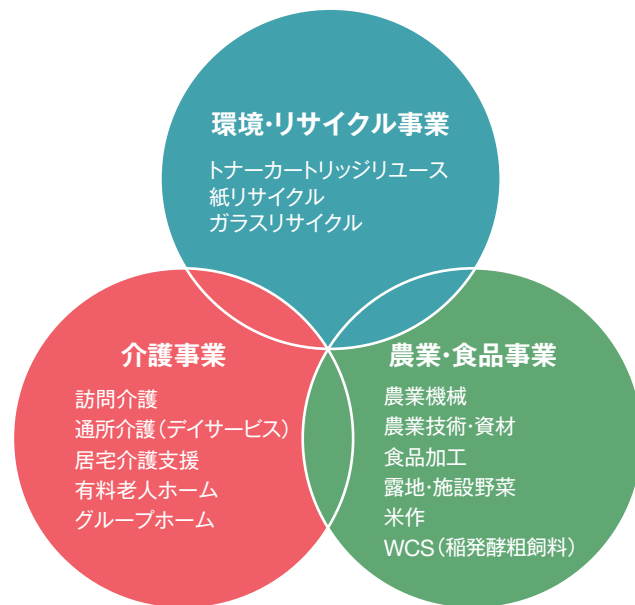 環境・リサイクル事業
トナーカートリッジリユース
紙リサイクル
ガラスリサイクル
介護事業
訪問介護
通所介護（デイサービス）
居宅介護支援
有料老人ホーム
グループホーム
農業・食品事業
農業機械
農業技術・資材
食品加工
露地・施設野菜
米作
WCS（稲発酵粗飼料）